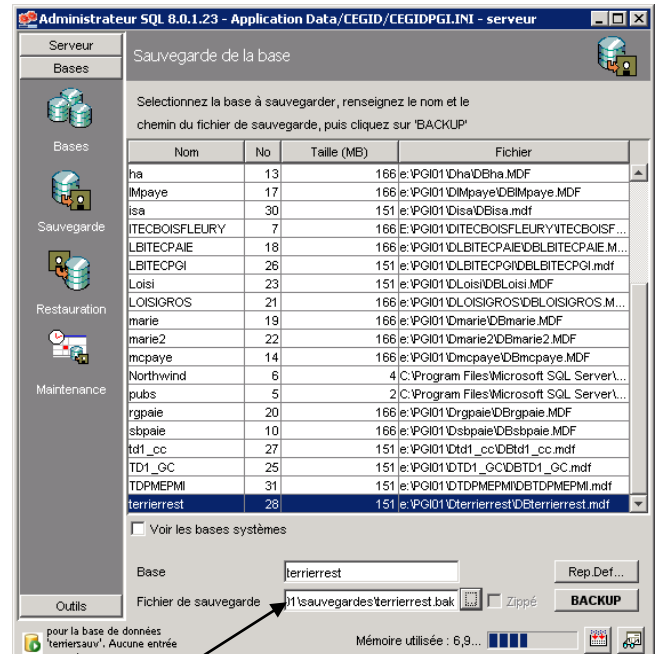 Administrateur SQL 8.0.1.23 - Application Data/CEGID/CEGIDPGI.INI - serveur
Serveur
Bases
Sauvegarde de la base
Selectionnez la base à sauvegarder, renseignez le nom et le
chemin du fichier de sauvegarde, puis cliquez sur 'BACKUP'
Bases
Sauvegarde
Restauration
Maintenance
Nom No Taille (MB) Fichier
ha 13 166 e:\PGI01\Dha\DBha.MDF
IMpaye 17 166 e:\PGI01\DIMpaye\DBIMpaye.MDF
isa 30 151 e:\PGI01\Disa\DBisa.mdf
ITECBOISFLEURY 7 166 E:\PGI01\DITECBOISFLEURY\ITECBOISF...
LBITECPAIE 18 166 e:\PGI01\DLBITECPAIE\DBLBITECPAIE.M...
LBITECPGI 26 151 e:\PGI01\DLBITECPGI\DBLBITECPGI.mdf
Loisi 23 151 e:\PGI01\DLoisi\DBLoisi.MDF
LOISIGROS 21 166 e:\PGI01\DLOISIGROS\DBLOISIGROS.M...
marie 19 166 e:\PGI01\Dmarie\DBmarie.MDF
marie2 22 166 e:\PGI01\Dmarie2\DBmarie2.MDF
mcpaye 14 166 e:\PGI01\Dmcpaye\DBmcpaye.MDF
Northwind 6 4 C:\Program Files\Microsoft SQL Server\...
pubs 5 2 C:\Program Files\Microsoft SQL Server\...
rgpaie 20 166 e:\PGI01\Drgpaie\DBrgpaie.MDF
sbpaie 10 166 e:\PGI01\Dsbpaie\DBsbpaie.MDF
td1_cc 27 151 e:\PGI01\Dtd1_cc\DBtd1_cc.mdf
TD1_GC 25 151 e:\PGI01\DTD1_GC\DBTD1_GC.mdf
TDPMEPMI 31 151 e:\PGI01\DTDPMEPMI\DBTDPMEPMI.mdf
terrierrest 28 151 e:\PGI01\Dterrierrest\DBterrierrest.mdf
Voir les bases systèmes
Base terrierrest Rep.Def...
Fichier de sauvegarde 01\sauvegardes\terrierrest.bak ... Zippé BACKUP
Outils
pour la base de données
'terriersauv'. Aucune entrée
Mémoire utilisée : 6,9...